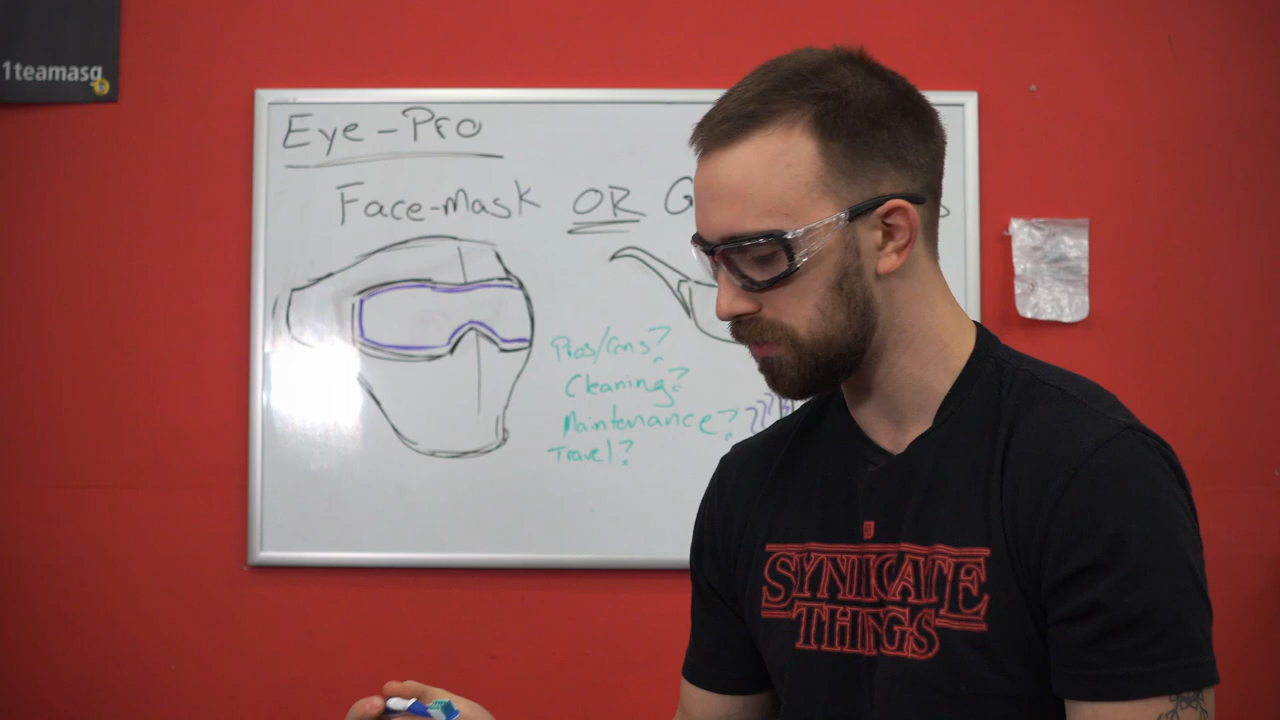 1teamasg
Eye-Pro
Face-Mask OR G
Pros/Cons?
Cleaning?
Maintenance?
Travel?
SYNDICATE
THINGS